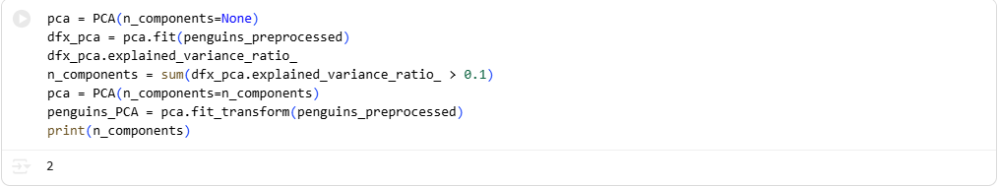 pca = PCA(n_components=None)
dfx_pca = pca.fit(penguins_preprocessed)
dfx_pca.explained_variance_ratio_
n_components = sum(dfx_pca.explained_variance_ratio_ > 0.1)
pca = PCA(n_components=n_components)
penguins_PCA = pca.fit_transform(penguins_preprocessed)
print(n_components)
2